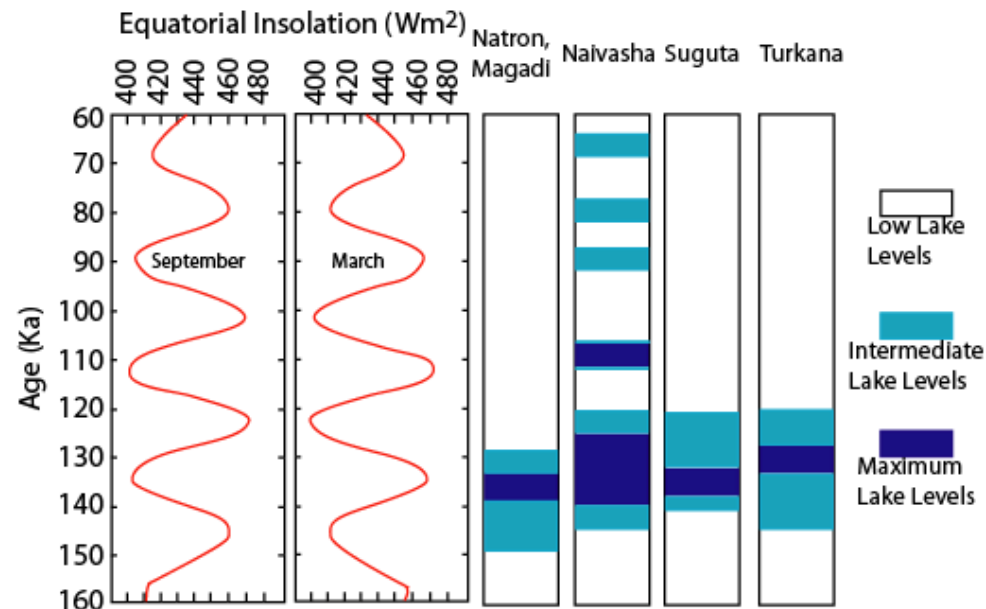 Equatorial Insolation (Wm2)
400 420 440 460 480
400 420 440 460 480
Natron,
Magadi
Naivasha
Suguta
Turkana
Age (Ka)
60
70
80
90
100
110
120
130
140
150
160
September
March
Low Lake
Levels
Intermediate
Lake Levels
Maximum
Lake Levels